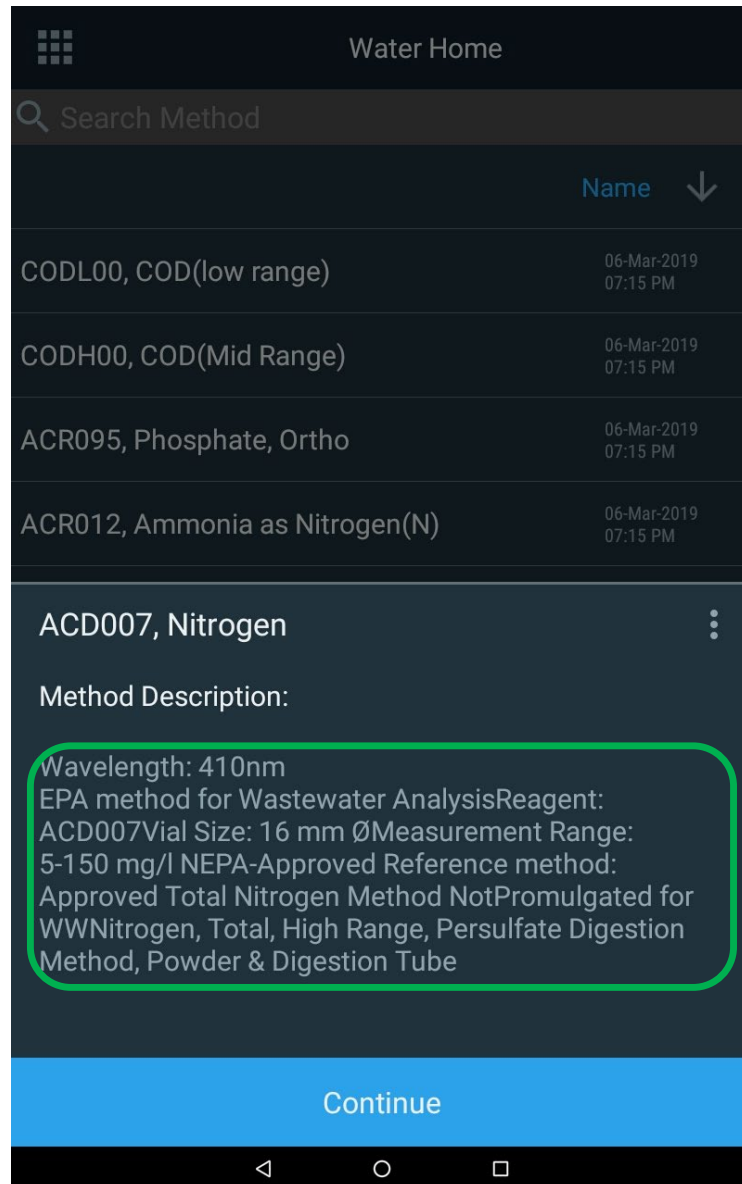 Water Home
Search Method
Name
CODL00, COD(low range)
06-Mar-2019
07:15 PM
CODH00, COD(Mid Range)
06-Mar-2019
07:15 PM
ACR095, Phosphate, Ortho
06-Mar-2019
07:15 PM
ACR012, Ammonia as Nitrogen(N)
06-Mar-2019
07:15 PM
ACD007, Nitrogen
Method Description:
Wavelength: 410nm
EPA method for Wastewater AnalysisReagent:
ACD007Vial Size: 16 mm ØMeasurement Range:
5-150 mg/l NEPA-Approved Reference method:
Approved Total Nitrogen Method NotPromulgated for
WWNitrogen, Total, High Range, Persulfate Digestion
Method, Powder & Digestion Tube
Continue